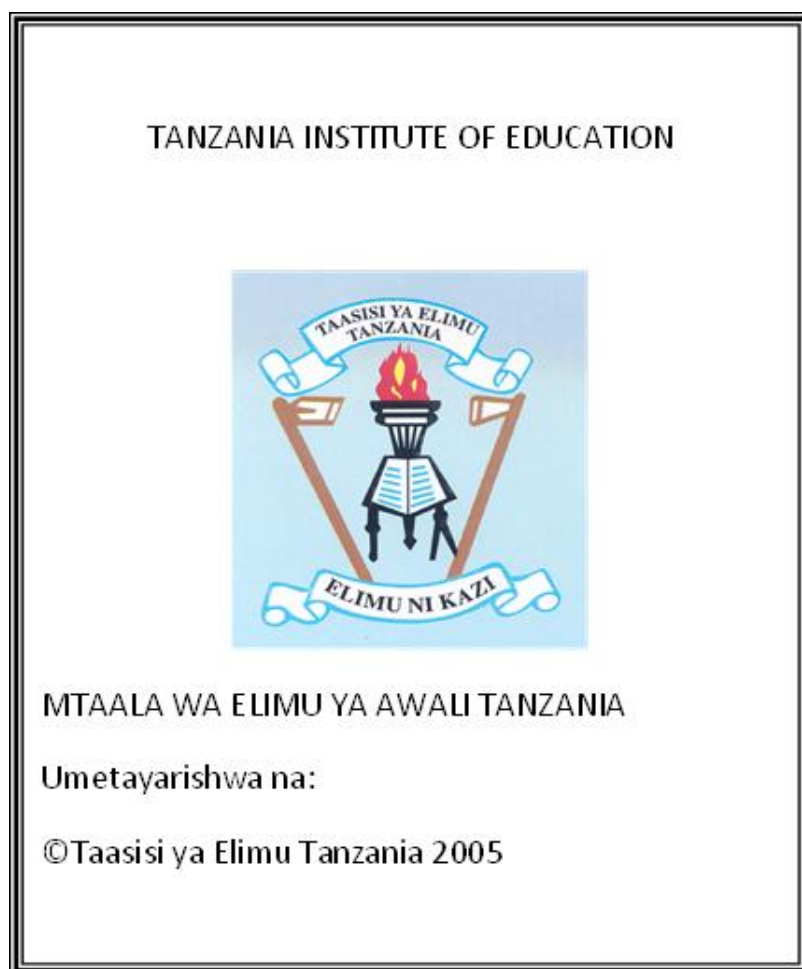 TANZANIA INSTITUTE OF EDUCATION
TAASISI YA ELIMU
TANZANIA
ELIMU NI KAZI
MTAALA WA ELIMU YA AWALI TANZANIA
Umetayarishwa na:
©Taasisi ya Elimu Tanzania 2005